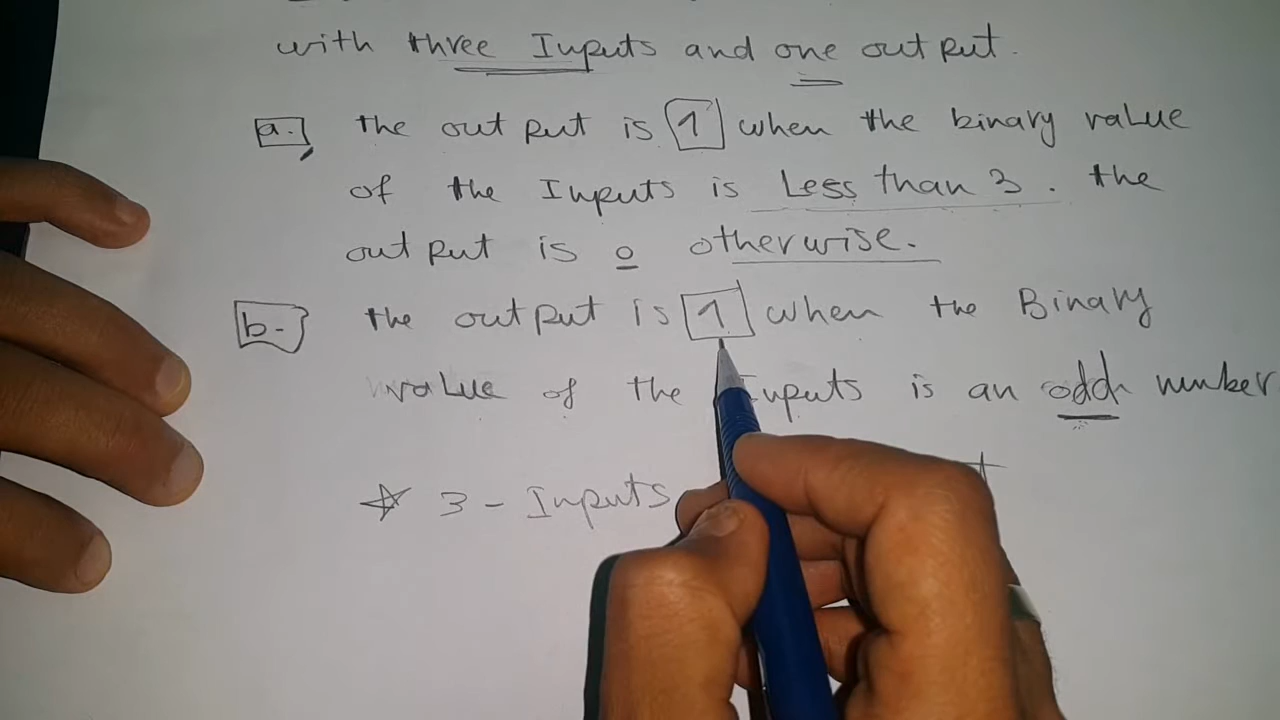 with three Inputs and one output.
a. the output is 1 when the binary value
of the Inputs is Less than 3. the
output is 0 otherwise.
b- the output is 1 when the Binary
value of the Inputs is an odd number
☆ 3 - Inputs